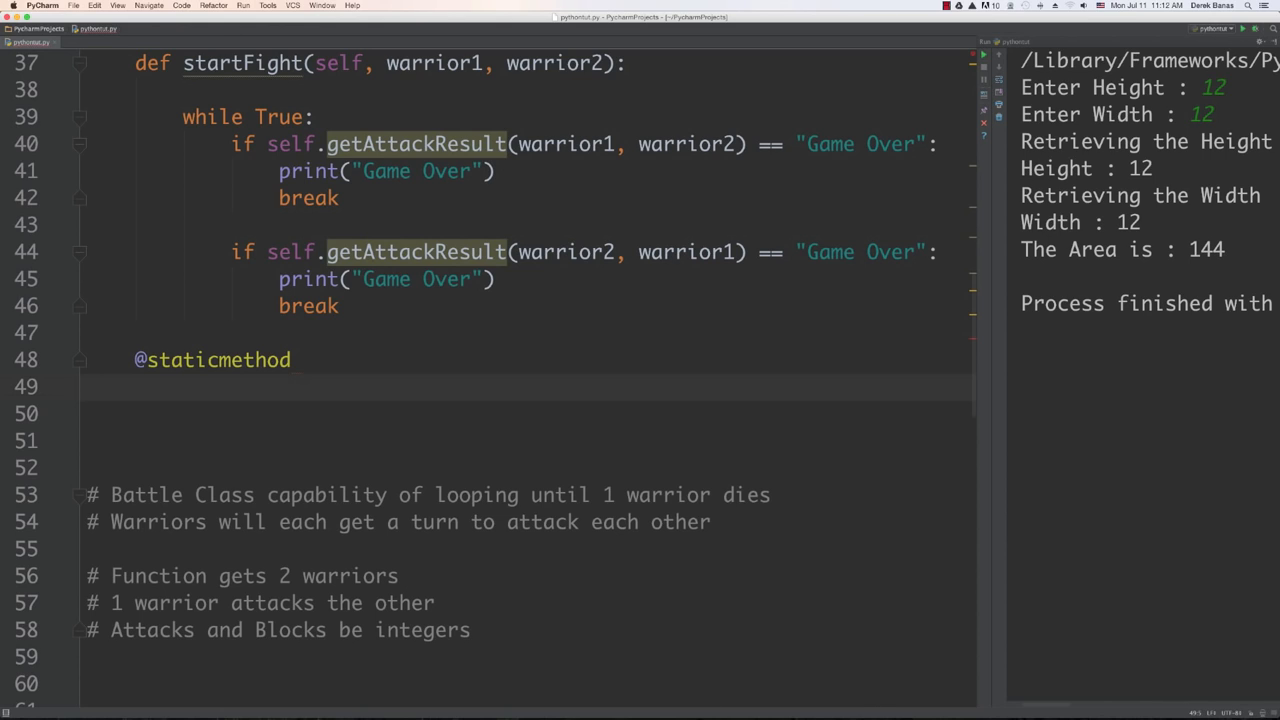 PyCharm File Edit View Navigate Code Refactor Run Tools VCS Window Help 10 Mon Jul 11 11:12 AM Derek Banas
pythontut.py - PycharmProjects - [~/PycharmProjects]
PycharmProjects pythontut.py pythontut
pythontut.py Run: pythontut
37 def startFight(self, warrior1, warrior2):
38
39 while True:
40 if self.getAttackResult(warrior1, warrior2) == "Game Over":
41 print("Game Over")
42 break
43
44 if self.getAttackResult(warrior2, warrior1) == "Game Over":
45 print("Game Over")
46 break
47
48 @staticmethod
49
50
51
52
53 # Battle Class capability of looping until 1 warrior dies
54 # Warriors will each get a turn to attack each other
55
56 # Function gets 2 warriors
57 # 1 warrior attacks the other
58 # Attacks and Blocks be integers
59
60
/Library/Frameworks/Py
Enter Height : 12
Enter Width : 12
Retrieving the Height
Height : 12
Retrieving the Width
Width : 12
The Area is : 144
Process finished with
49:5 LF÷ UTF-8÷